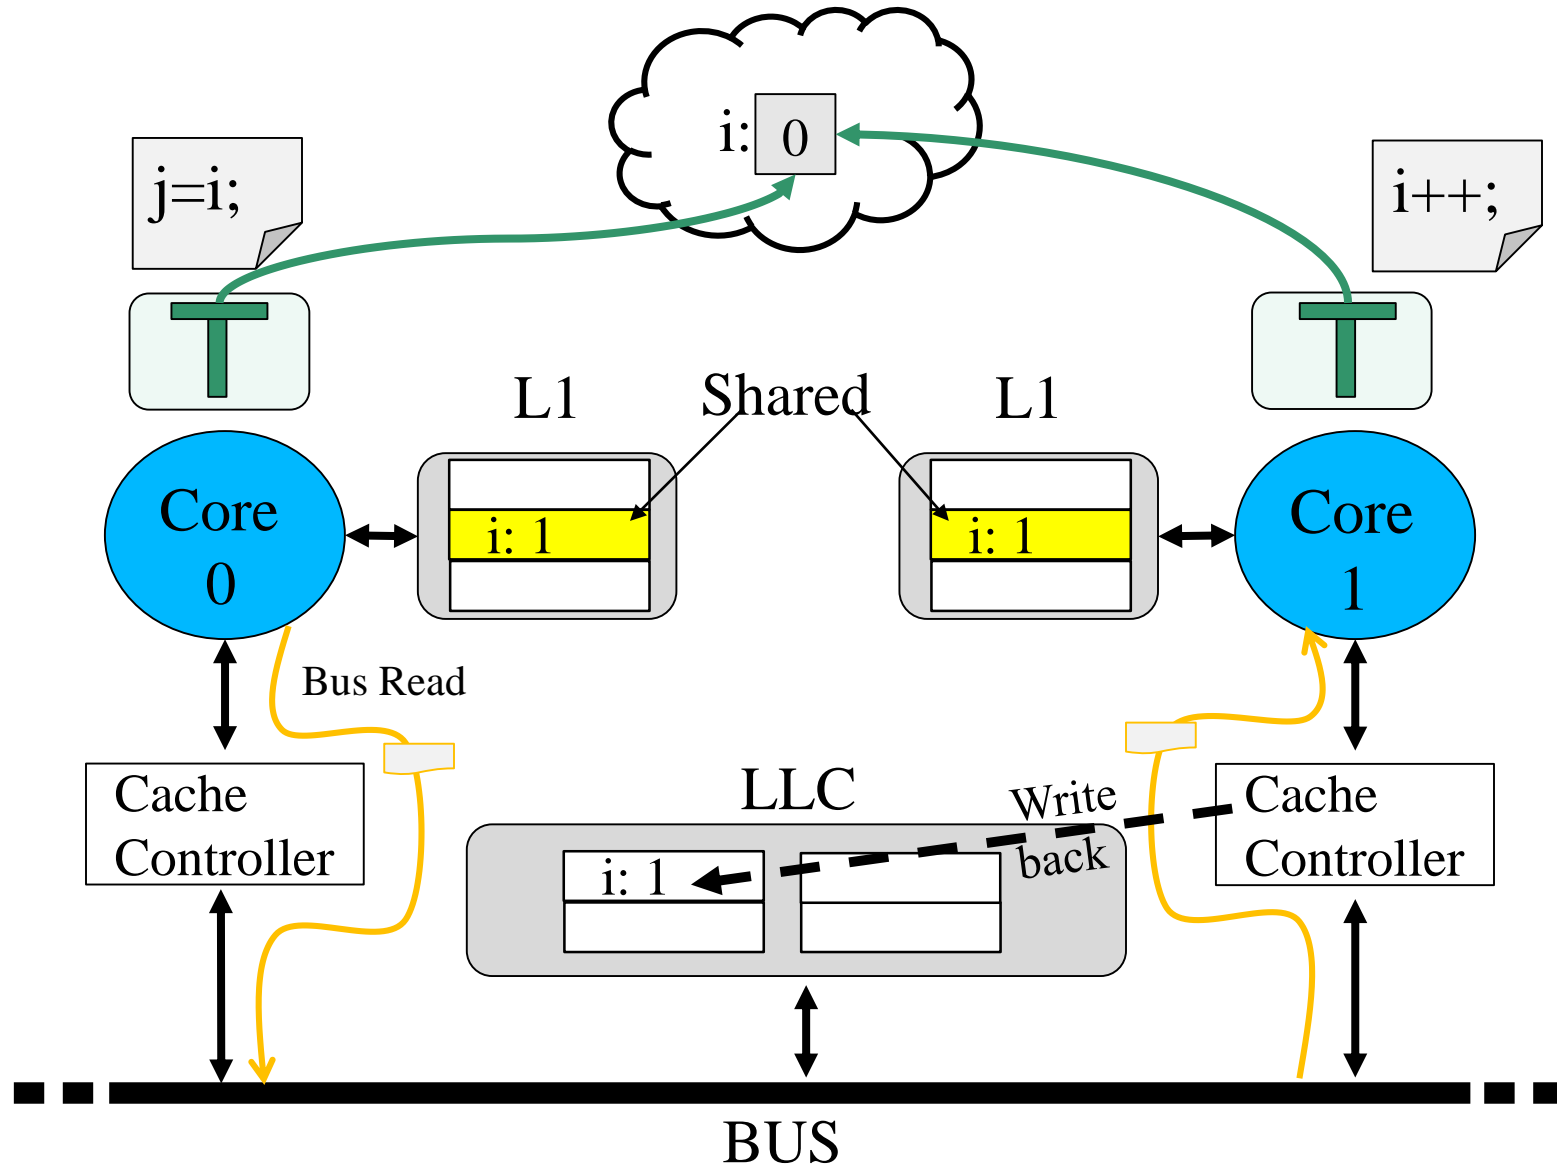 i: 0
j=i;
i++;
T
T
L1
Shared
L1
Core
0
i: 1
i: 1
Core
1
Bus Read
Cache
Controller
LLC
Write
back
i: 1
Cache
Controller
BUS